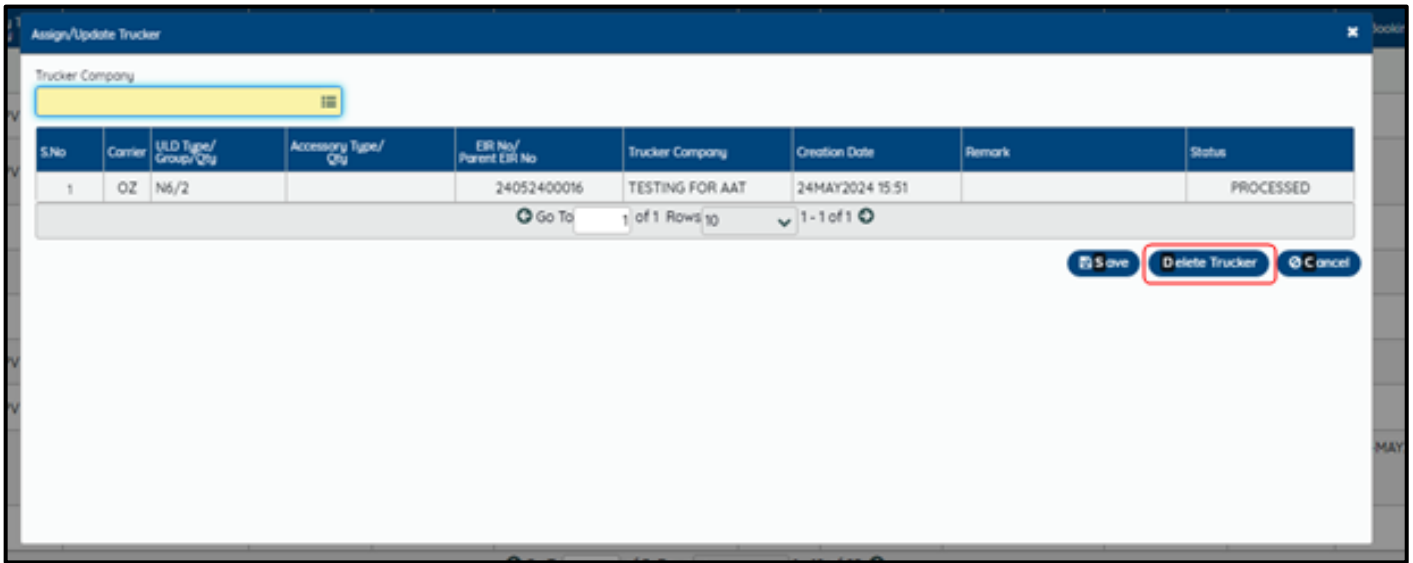 Assign/Update Trucker
Trucker Company
S.No Carrier ULD Type/ Group/Qty Accessory Type/ Qty EIR No/ Parent EIR No Trucker Company Creation Date Remark Status
1 OZ N6/2 24052400016 TESTING FOR AAT 24MAY2024 15:51 PROCESSED
Go To 1 of 1 Rows 10 1 - 1 of 1
Save Delete Trucker Cancel